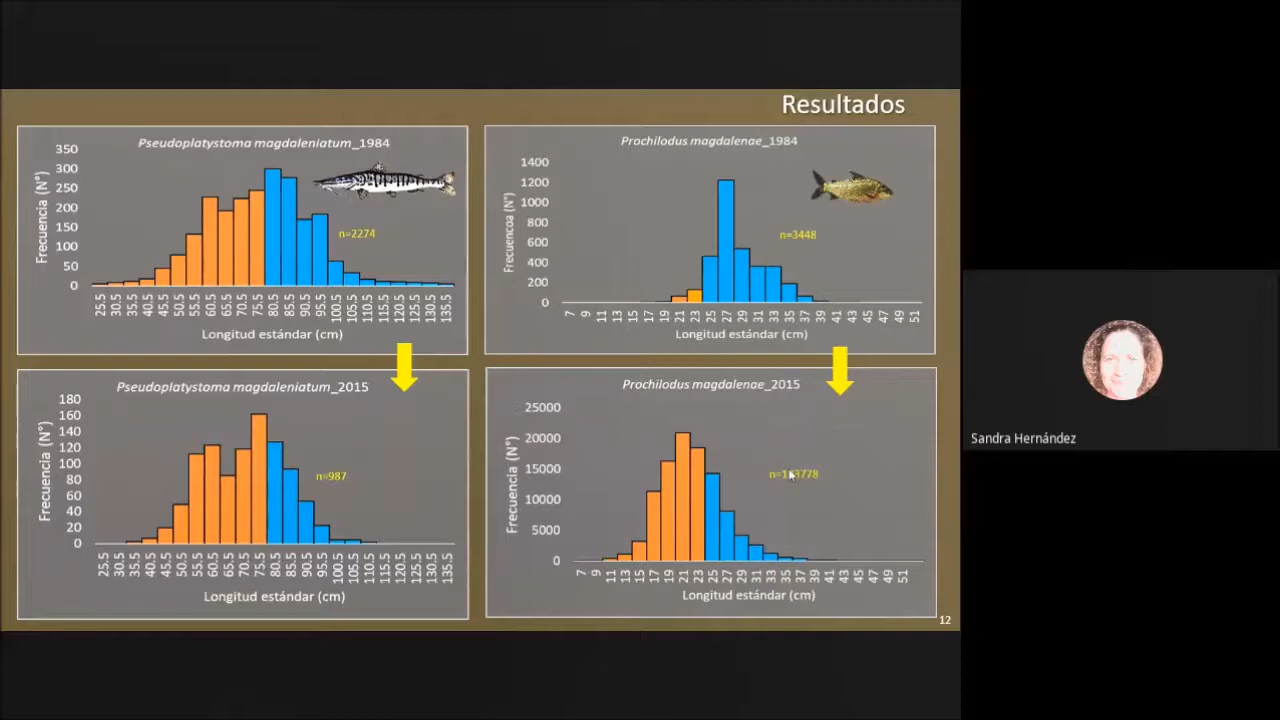 Resultados
Pseudoplatystoma magdaleniatum_1984
350
300
250
200
150
100
50
0
Frecuencia (N°)
n=2274
25.5 30.5 35.5 40.5 45.5 50.5 55.5 60.5 65.5 70.5 75.5 80.5 85.5 90.5 95.5 100.5 105.5 110.5 115.5 120.5 125.5 130.5 135.5
Longitud estándar (cm)
Prochilodus magdalenae_1984
1400
1200
1000
800
600
400
200
0
Frecuencoa (N°)
n=3448
7 9 11 13 15 17 19 21 23 25 27 29 31 33 35 37 39 41 43 45 47 49 51
Longitud estándar (cm)
Pseudoplatystoma magdaleniatum_2015
180
160
140
120
100
80
60
40
20
0
Frecuencia (N°)
n=987
25.5 30.5 35.5 40.5 45.5 50.5 55.5 60.5 65.5 70.5 75.5 80.5 85.5 90.5 95.5 100.5 105.5 110.5 115.5 120.5 125.5 130.5 135.5
Longitud estándar (cm)
Prochilodus magdalenae_2015
25000
20000
15000
10000
5000
0
Frecuencia (N°)
7 9 11 13 15 17 19 21 23 25 27 29 31 33 35 37 39 41 43 45 47 49 51
Longitud estándar (cm)
12
Sandra Hernández